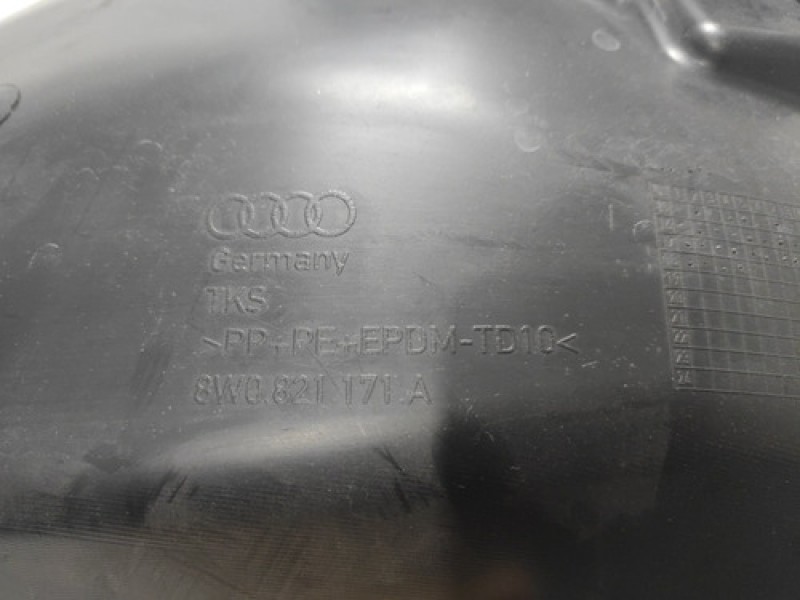 Germany
TKS
>PP+PE+EPDM-TD10<
8W0.821 171.A